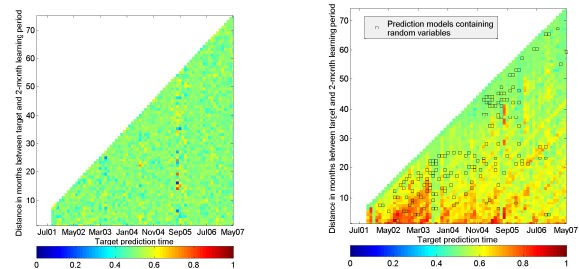 Distance in months between target and 2-month learning period
70
60
50
40
30
20
10
Jul01 May02 Mar03 Jan04 Nov04 Sep05 Jul06 May07
Target prediction time
0 0.2 0.4 0.6 0.8 1
Distance in months between target and 2-month learning period
Prediction models containing
random variables
70
60
50
40
30
20
10
Jul01 May02 Mar03 Jan04 Nov04 Sep05 Jul06 May07
0 0.2 0.4 0.6 0.8 1